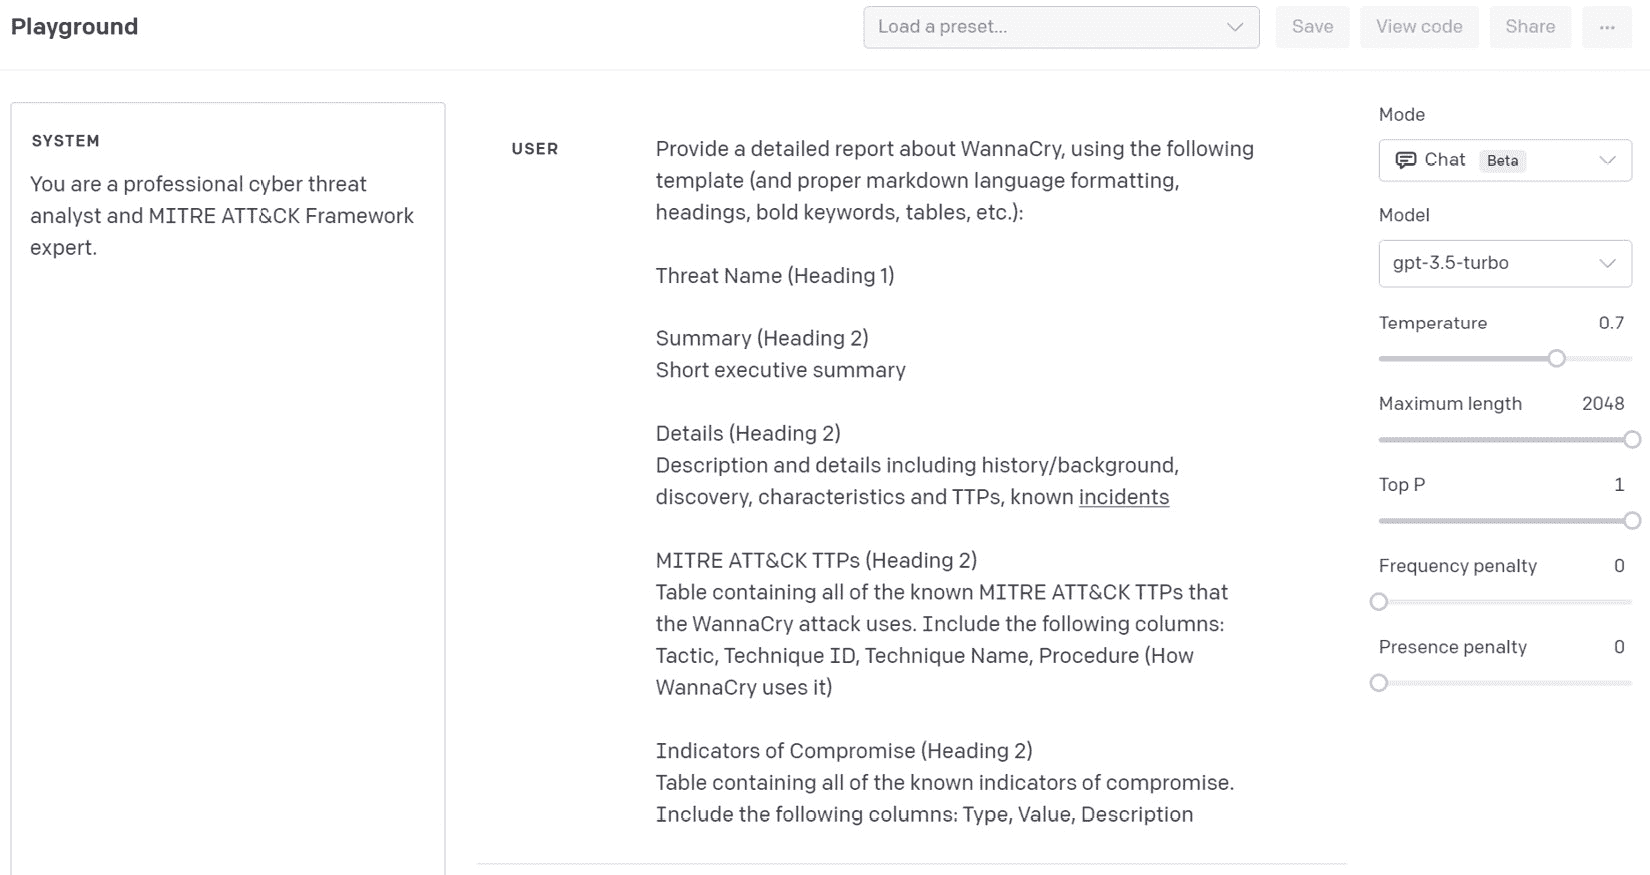 Playground
Load a preset...
Save
View code
Share
...
SYSTEM
You are a professional cyber threat
analyst and MITRE ATT&CK Framework
expert.
USER
Provide a detailed report about WannaCry, using the following
template (and proper markdown language formatting,
headings, bold keywords, tables, etc.):
Threat Name (Heading 1)
Summary (Heading 2)
Short executive summary
Details (Heading 2)
Description and details including history/background,
discovery, characteristics and TTPs, known incidents
MITRE ATT&CK TTPs (Heading 2)
Table containing all of the known MITRE ATT&CK TTPs that
the WannaCry attack uses. Include the following columns:
Tactic, Technique ID, Technique Name, Procedure (How
WannaCry uses it)
Indicators of Compromise (Heading 2)
Table containing all of the known indicators of compromise.
Include the following columns: Type, Value, Description
Mode
Chat Beta
Model
gpt-3.5-turbo
Temperature 0.7
Maximum length 2048
Top P 1
Frequency penalty 0
Presence penalty 0